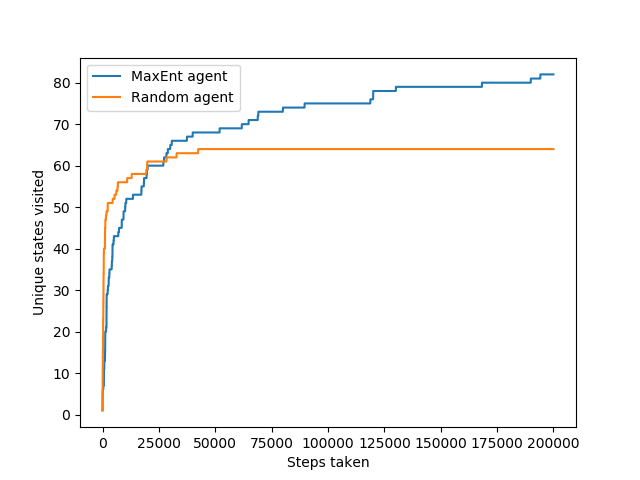 MaxEnt agent
Random agent
80
70
60
50
40
30
20
10
0
Unique states visited
0 25000 50000 75000 100000 125000 150000 175000 200000
Steps taken